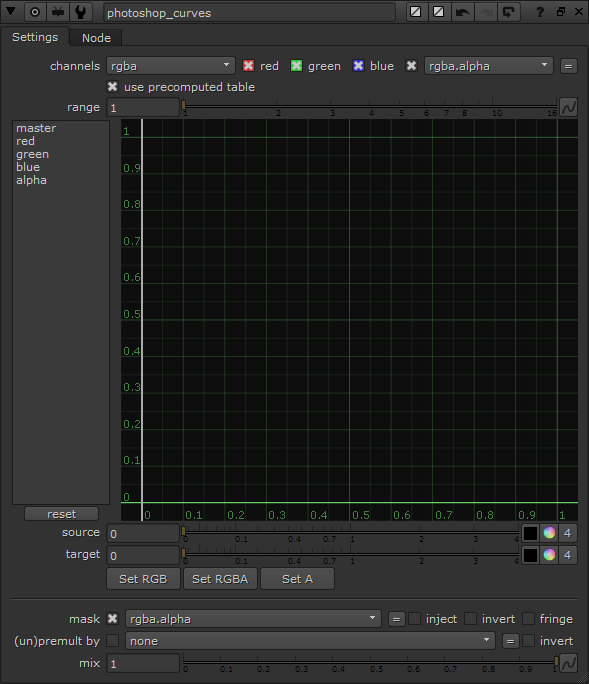 photoshop_curves ?
Settings Node
channels rgba red green blue rgba.alpha =
use precomputed table
range 1 1 2 3 4 5 6 7 8 10 16
master
red
green
blue
alpha
1
0.9
0.8
0.7
0.6
0.5
0.4
0.3
0.2
0.1
0
0 0.1 0.2 0.3 0.4 0.5 0.6 0.7 0.8 0.9 1
reset
source 0 0 0.1 0.4 0.7 1 2 3 4 4
target 0 0 0.1 0.4 0.7 1 2 3 4 4
Set RGB Set RGBA Set A
mask rgba.alpha = inject invert fringe
(un)premult by none = invert
mix 1 0 0.1 0.2 0.3 0.4 0.5 0.6 0.7 0.8 0.9 1